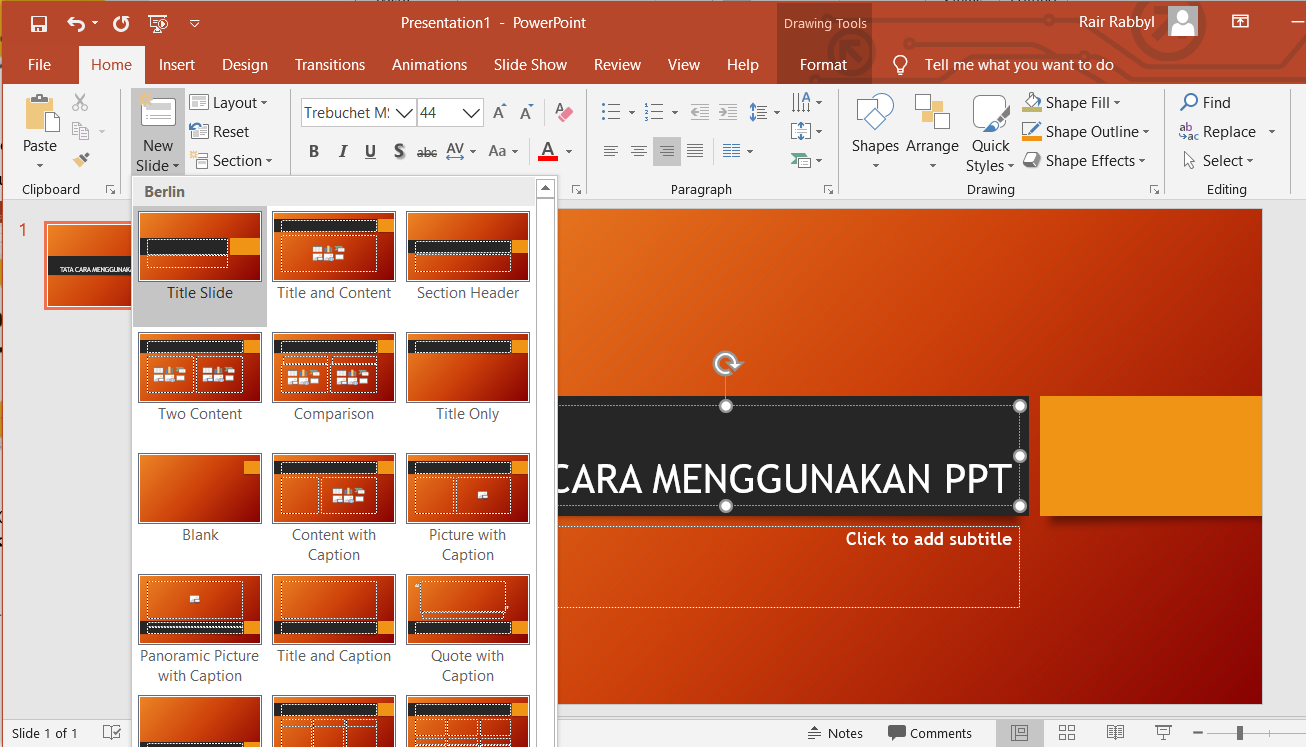 Presentation1 - PowerPoint
Drawing Tools
Rair Rabbyl
File Home Insert Design Transitions Animations Slide Show Review View Help Format Tell me what you want to do
Paste
Clipboard
New
Slide
Layout
Reset
Section
Trebuchet M 44
B I U S abc AV Aa A
Paragraph
Shapes Arrange Quick
Styles
Shape Fill
Shape Outline
Shape Effects
Drawing
Find
Replace
Select
Editing
Berlin
Title Slide Title and Content Section Header
Two Content Comparison Title Only
Blank Content with
Caption Picture with
Caption
Panoramic Picture
with Caption Title and Caption Quote with
Caption
1
TATA CARA MENGGUNAKA
CARA MENGGUNAKAN PPT
Click to add subtitle
Slide 1 of 1 Notes Comments